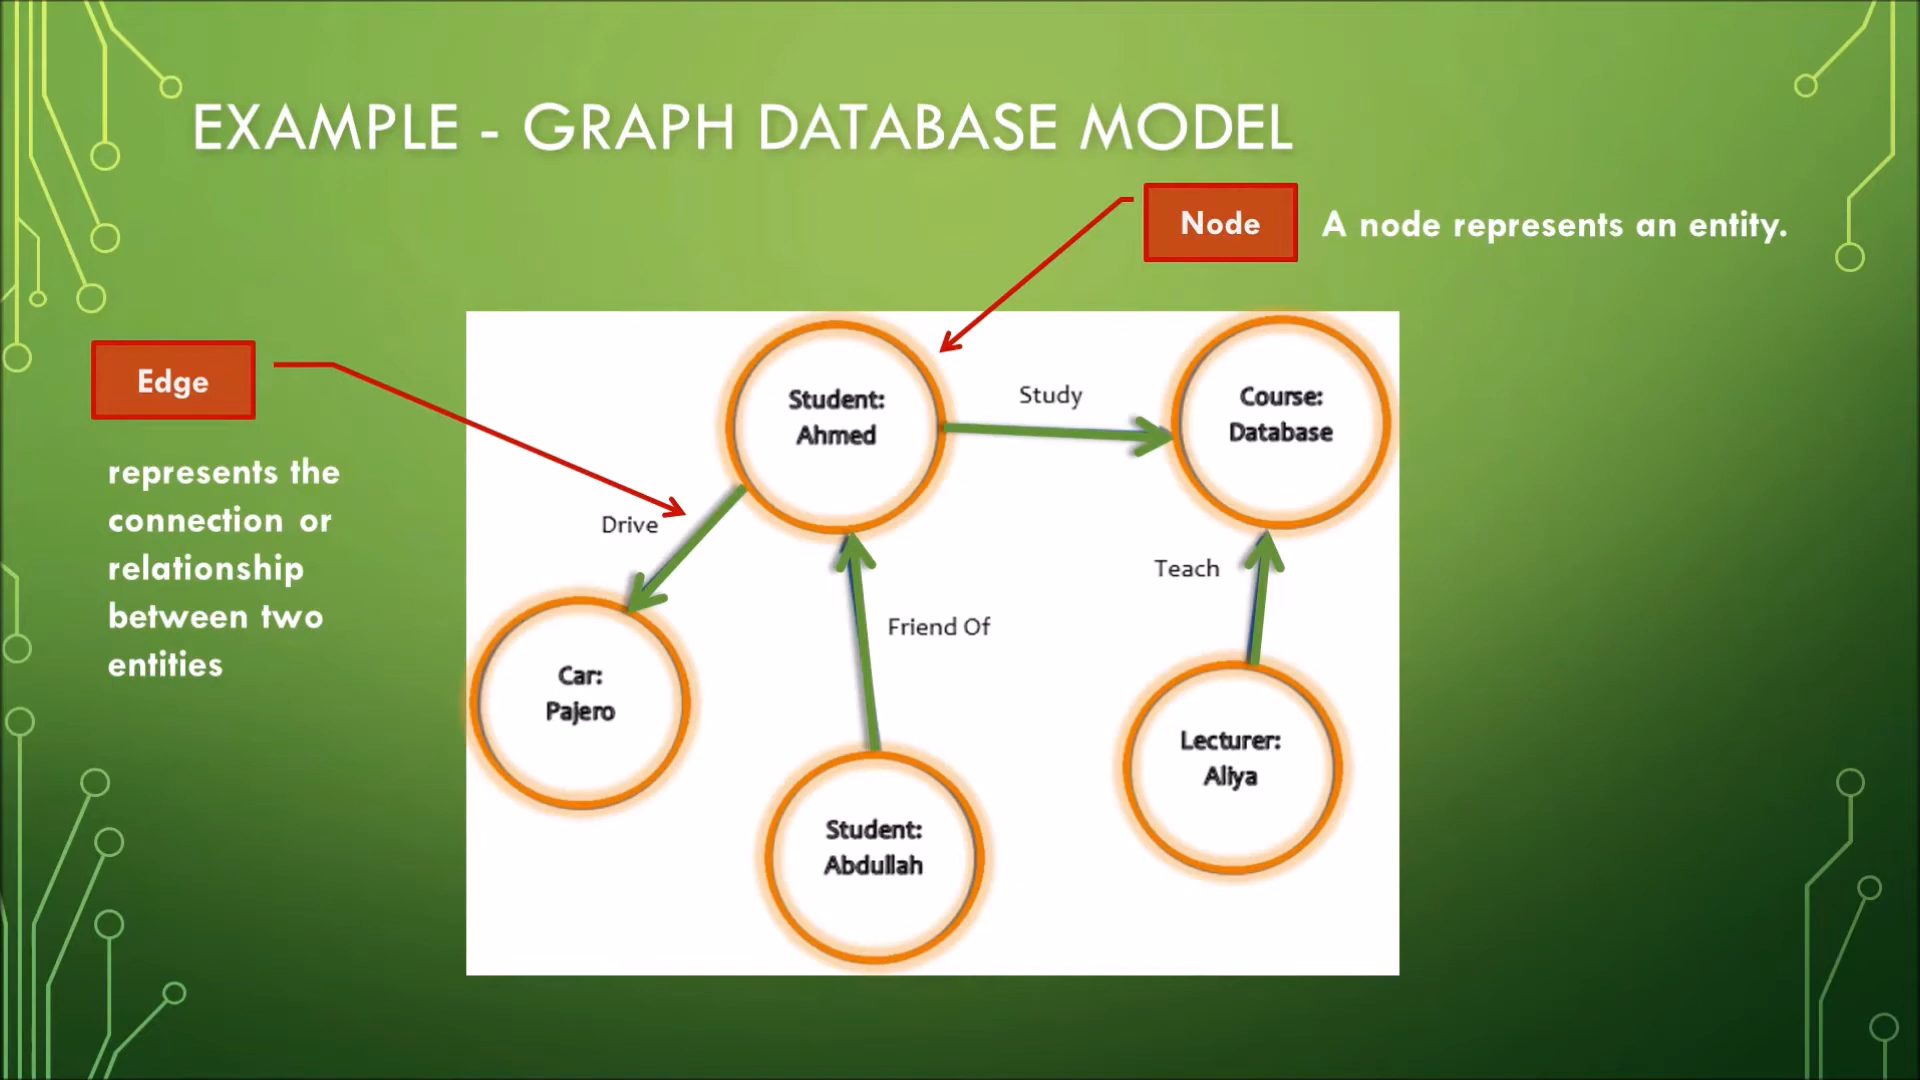 EXAMPLE - GRAPH DATABASE MODEL
Node
A node represents an entity.
Edge
represents the
connection or
relationship
between two
entities
Student:
Ahmed
Study
Course:
Database
Drive
Teach
Friend Of
Car:
Pajero
Lecturer:
Aliya
Student:
Abdullah